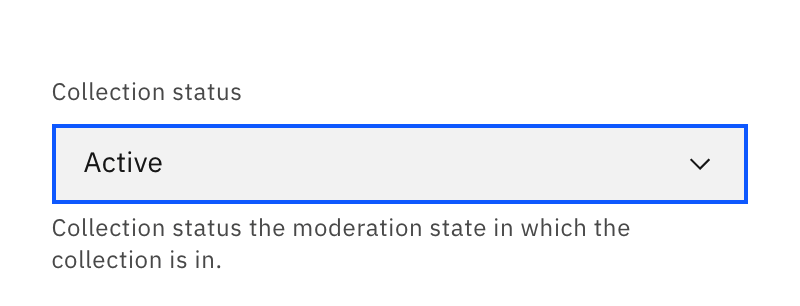 Collection status
Active
Collection status the moderation state in which the
collection is in.